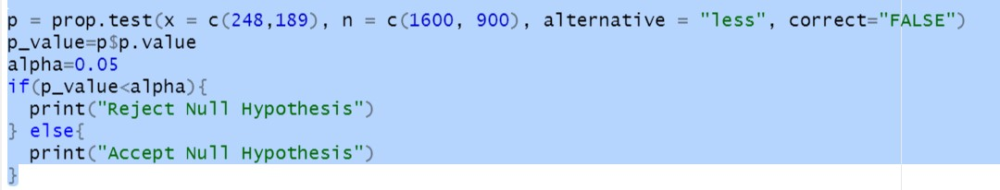 p = prop.test(x = c(248,189), n = c(1600, 900), alternative = "less", correct="FALSE")
p_value=p$p.value
alpha=0.05
if(p_value<alpha){
  print("Reject Null Hypothesis")
} else{
  print("Accept Null Hypothesis")
}